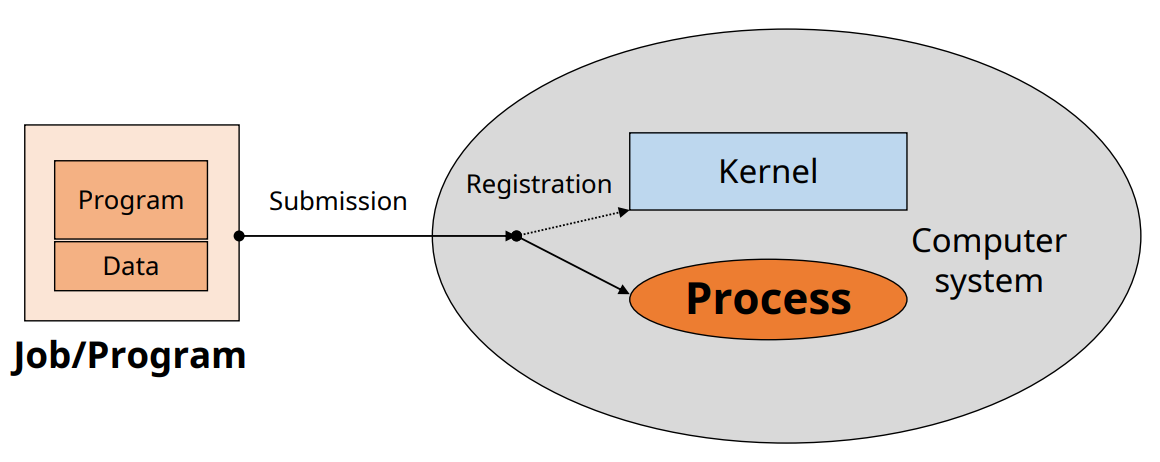 Program
Data
Job/Program
Submission
Registration
Kernel
Process
Computer
system